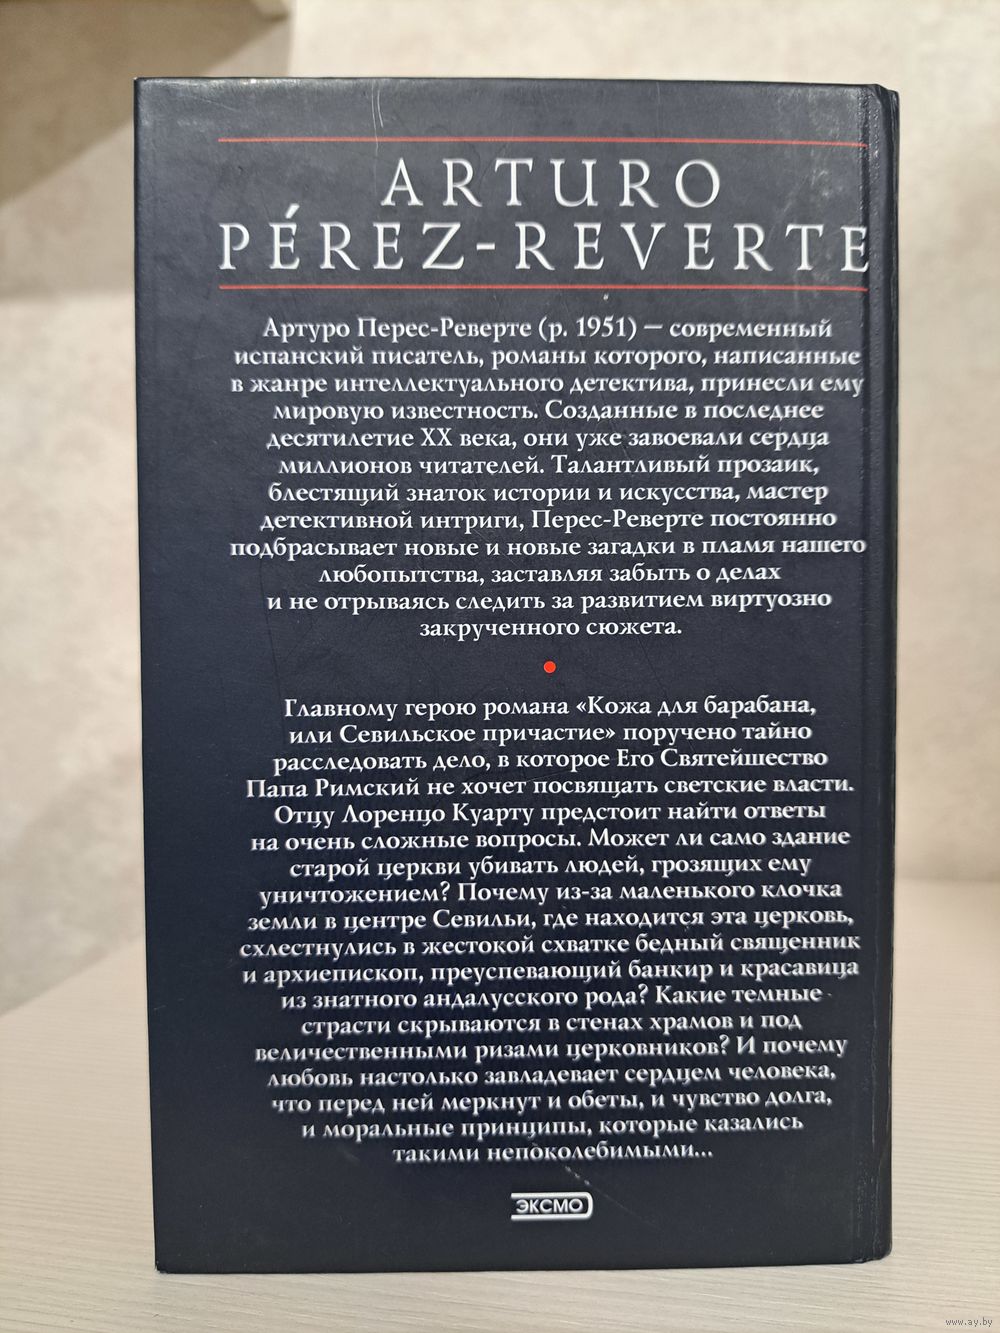 ARTURO
PÉREZ-REVERTE
Артуро Перес-Реверте (р. 1951) — современный
испанский писатель, романы которого, написанные
в жанре интеллектуального детектива, принесли ему
мировую известность. Созданные в последнее
десятилетие XX века, они уже завоевали сердца
миллионов читателей. Талантливый прозаик,
блестящий знаток истории и искусства, мастер
детективной интриги, Перес-Реверте постоянно
подбрасывает новые и новые загадки в пламя нашего
любопытства, заставляя забыть о делах
и не отрываясь следить за развитием виртуозно
закрученного сюжета.
Главному герою романа «Кожа для барабана,
или Севильское причастие» поручено тайно
расследовать дело, в которое Его Святейшество
Папа Римский не хочет посвящать светские власти.
Отцу Лоренцо Куарту предстоит найти ответы
на очень сложные вопросы. Может ли само здание
старой церкви убивать людей, грозящих ему
уничтожением? Почему из-за маленького клочка
земли в центре Севильи, где находится эта церковь,
схлестнулись в жестокой схватке бедный священник
и архиепископ, преуспевающий банкир и красавица
из знатного андалусского рода? Какие темные
страсти скрываются в стенах храмов и под
величественными ризами церковников? И почему
любовь настолько завладевает сердцем человека,
что перед ней меркнут и обеты, и чувство долга,
и моральные принципы, которые казались
такими непоколебимыми...
ЭКСМО
www.ay.by